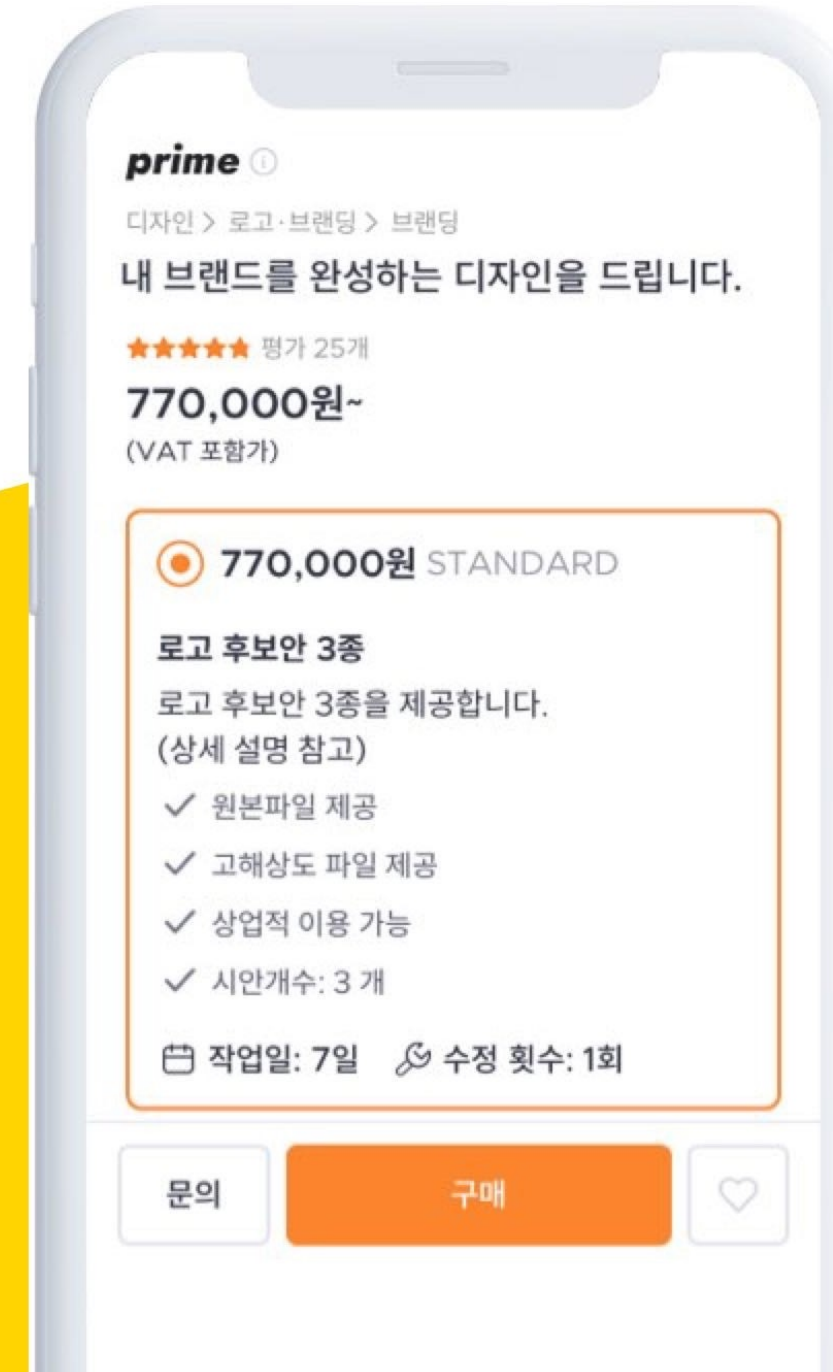 prime
디자인 > 로고·브랜딩 > 브랜딩
내 브랜드를 완성하는 디자인을 드립니다.
평가 25개
770,000원~
(VAT 포함가)
770,000원 STANDARD
로고 후보안 3종
로고 후보안 3종을 제공합니다.
(상세 설명 참고)
원본파일 제공
고해상도 파일 제공
상업적 이용 가능
시안개수: 3 개
작업일: 7일 수정 횟수: 1회
문의 구매